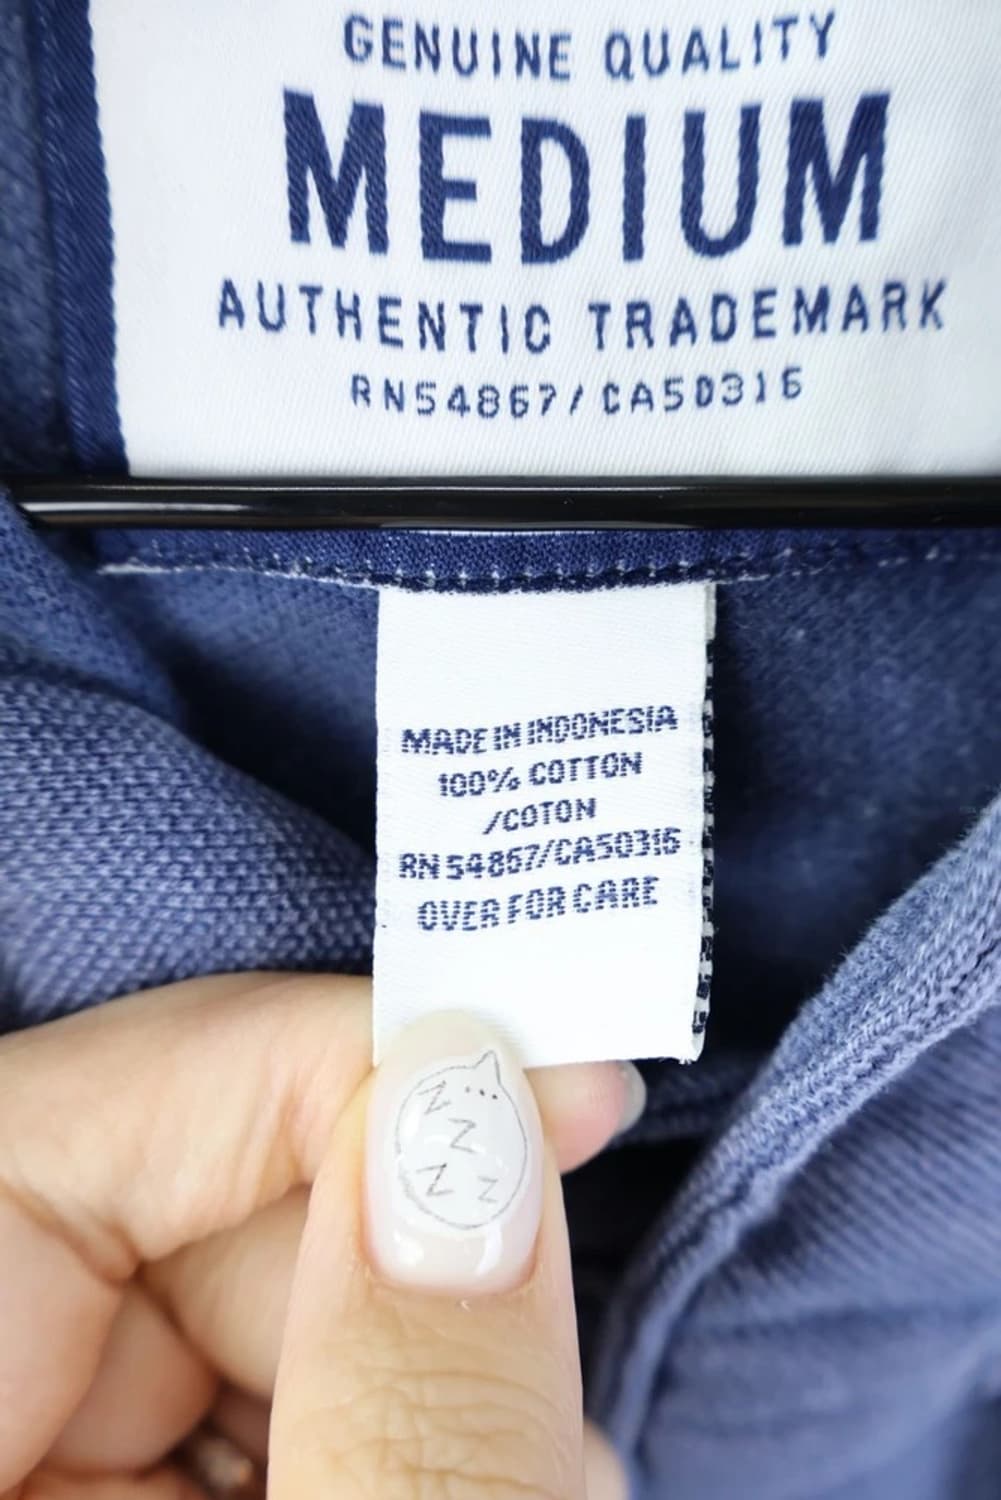 GENUINE QUALITY
MEDIUM
AUTHENTIC TRADEMARK
RN54867/CA50316
MADE IN INDONESIA
100% COTTON
/COTON
RN 54867/CA50316
OVER FOR CARE
Z
Z
Z Z